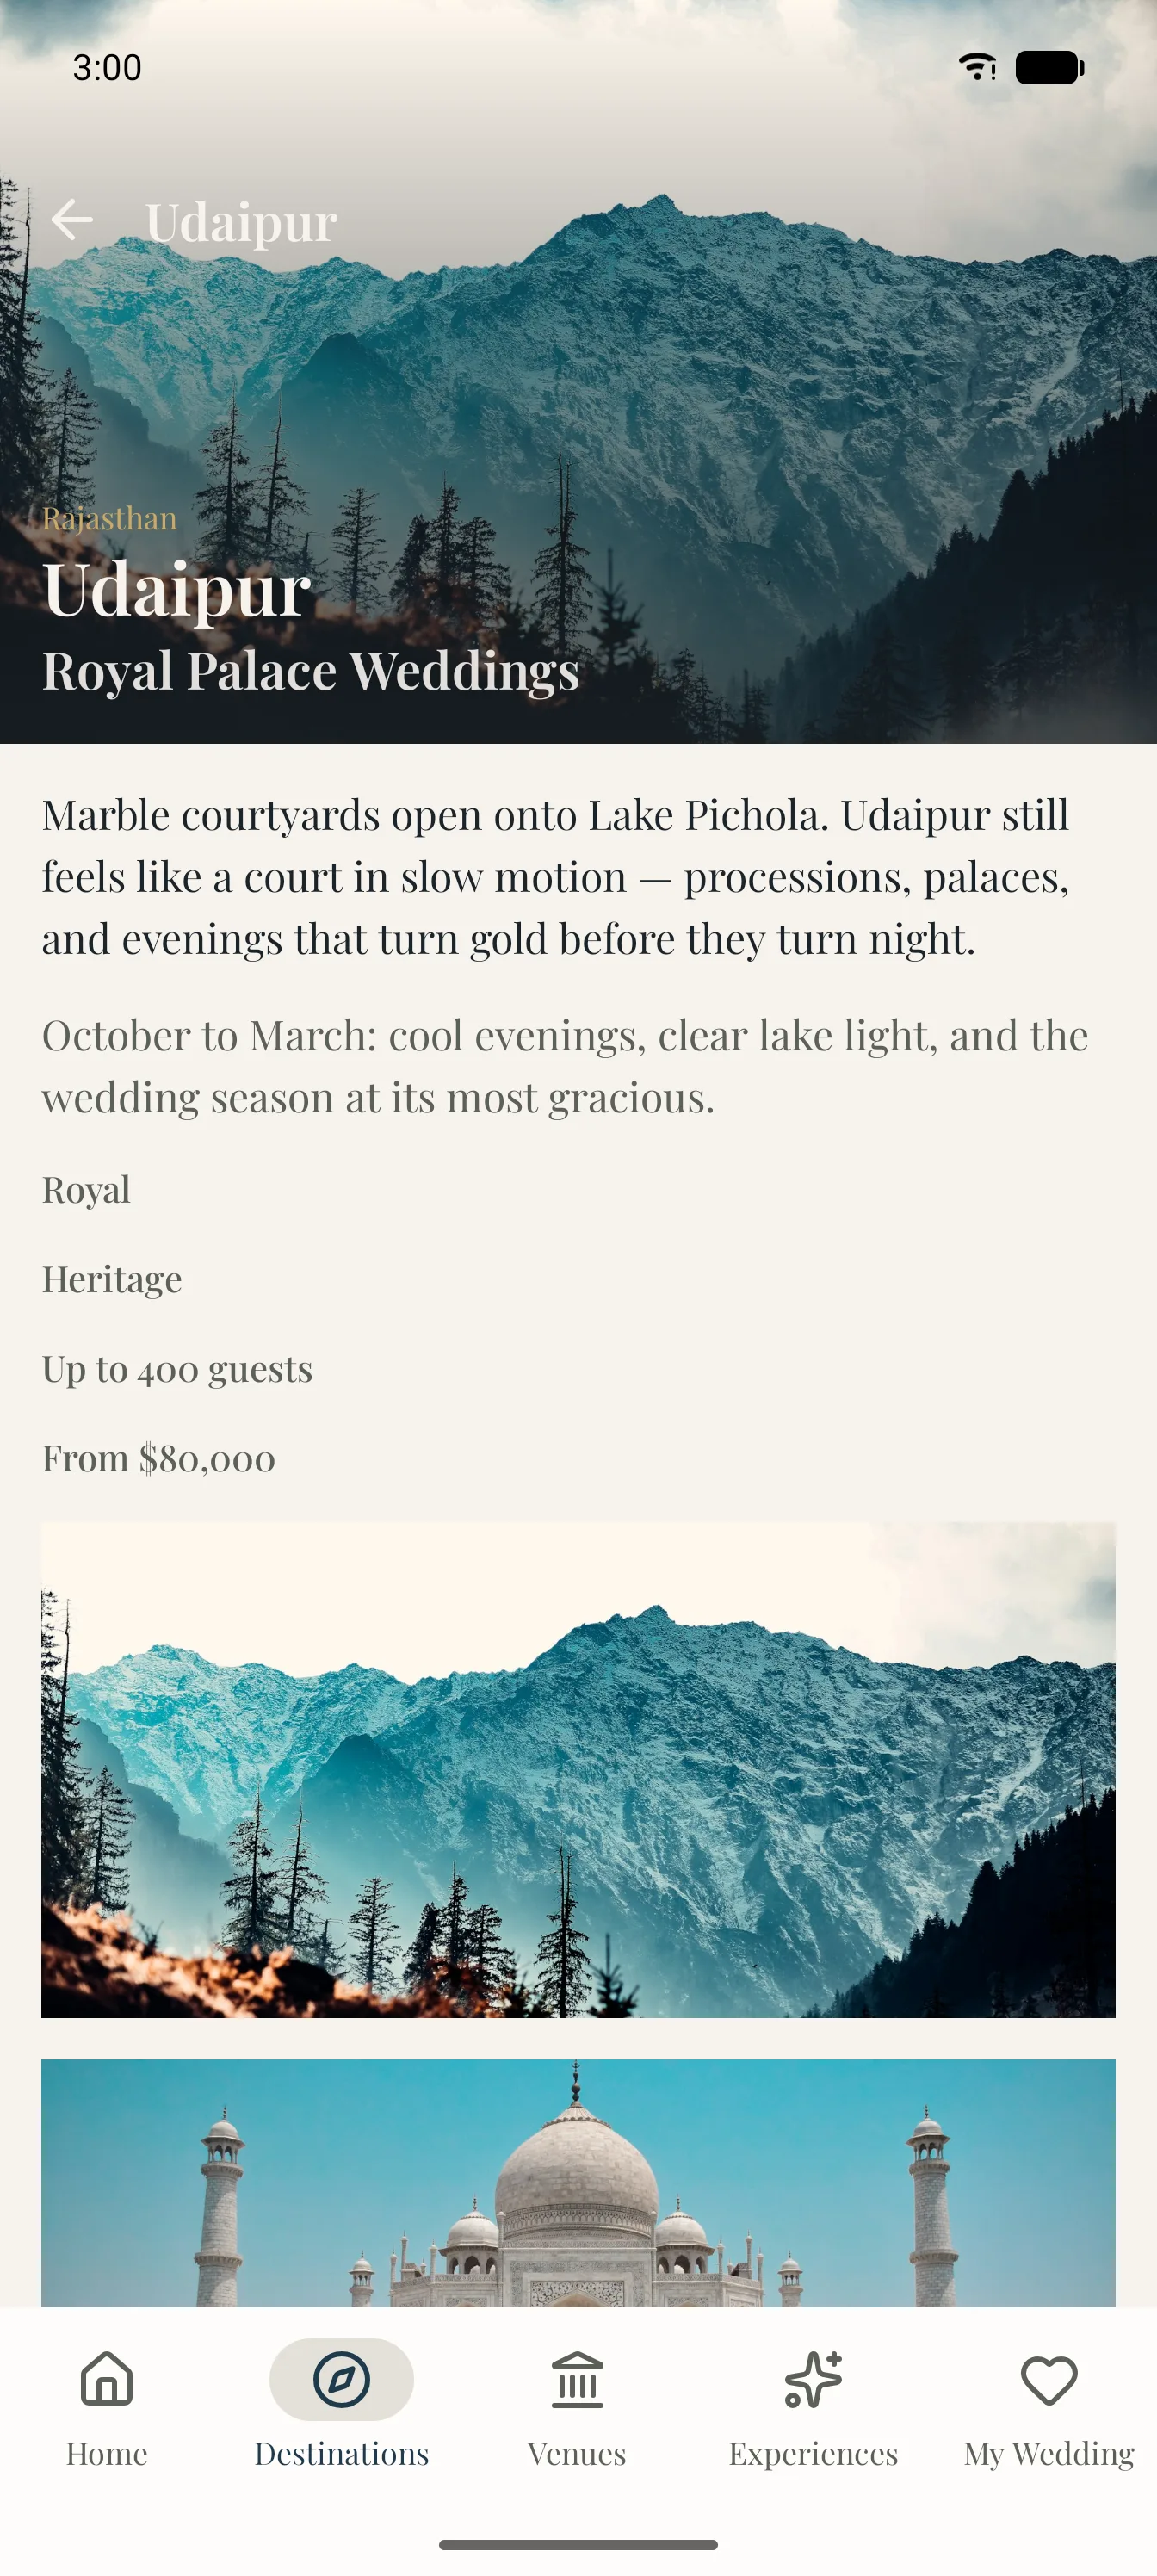 3:00
Udaipur
Rajasthan
Udaipur
Royal Palace Weddings
Marble courtyards open onto Lake Pichola. Udaipur still
feels like a court in slow motion — processions, palaces,
and evenings that turn gold before they turn night.
October to March: cool evenings, clear lake light, and the
wedding season at its most gracious.
Royal
Heritage
Up to 400 guests
From $80,000
Home
Destinations
Venues
Experiences
My Wedding